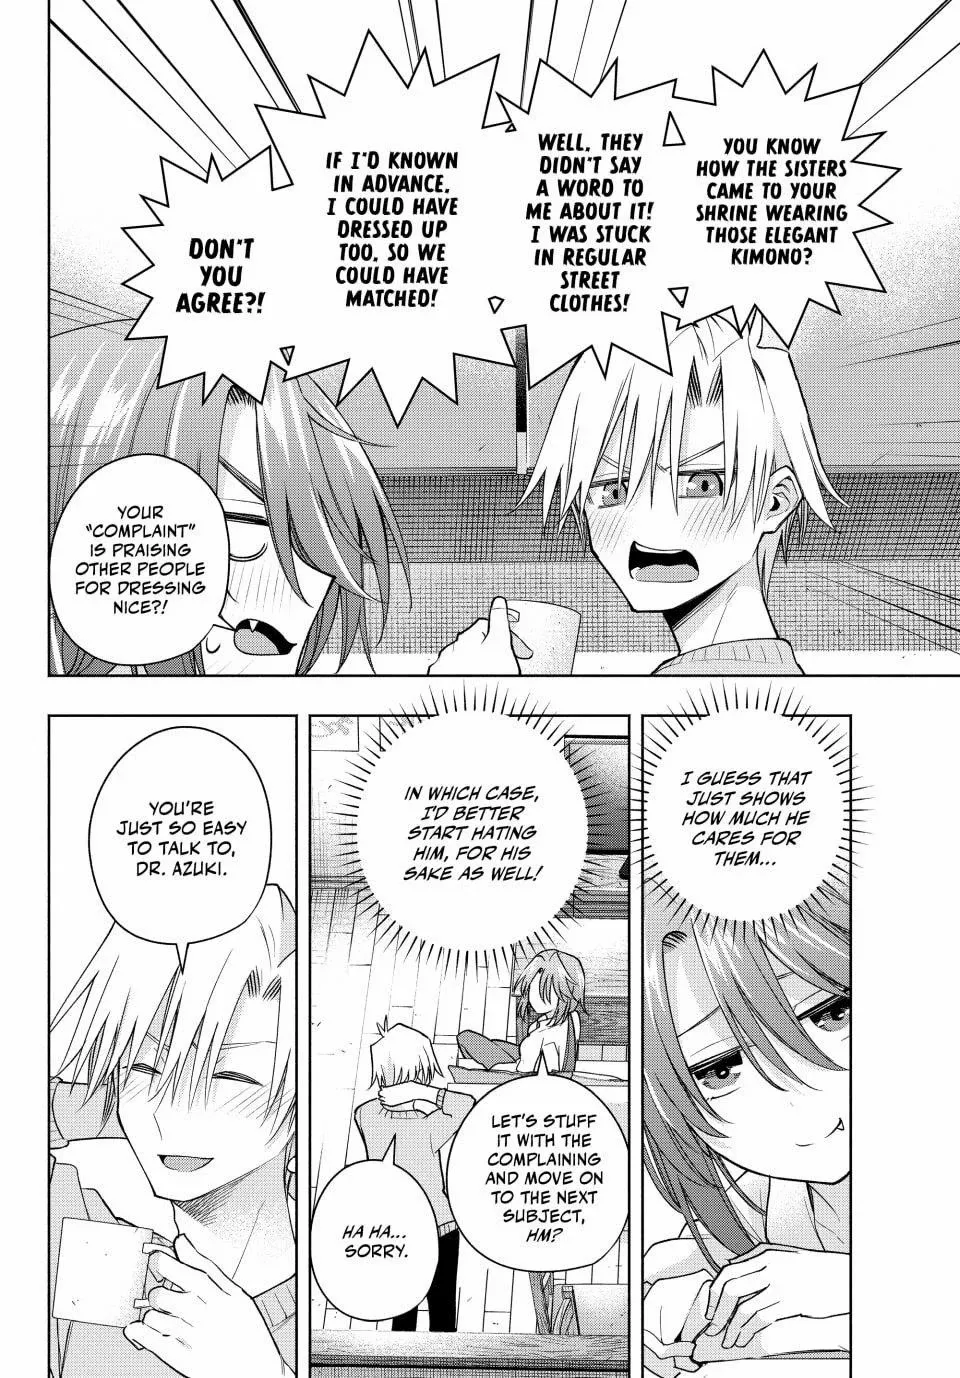 YOU KNOW
HOW THE SISTERS
CAME TO YOUR
SHRINE WEARING
THOSE ELEGANT
KIMONO?
WELL, THEY
DIDN'T SAY
A WORD TO
ME ABOUT IT!
I WAS STUCK
IN REGULAR
STREET
CLOTHES!
IF I'D KNOWN
IN ADVANCE,
I COULD HAVE
DRESSED UP
TOO, SO WE
COULD HAVE
MATCHED!
DON'T
YOU
AGREE?!
YOUR
"COMPLAINT"
IS PRAISING
OTHER PEOPLE
FOR DRESSING
NICE?!
I GUESS THAT
JUST SHOWS
HOW MUCH HE
CARES FOR
THEM...
IN WHICH CASE,
I'D BETTER
START HATING
HIM, FOR HIS
SAKE AS WELL!
LET'S STUFF
IT WITH THE
COMPLAINING
AND MOVE ON
TO THE NEXT
SUBJECT,
HM?
HA HA...
SORRY.
YOU'RE
JUST SO EASY
TO TALK TO,
DR. AZUKI.